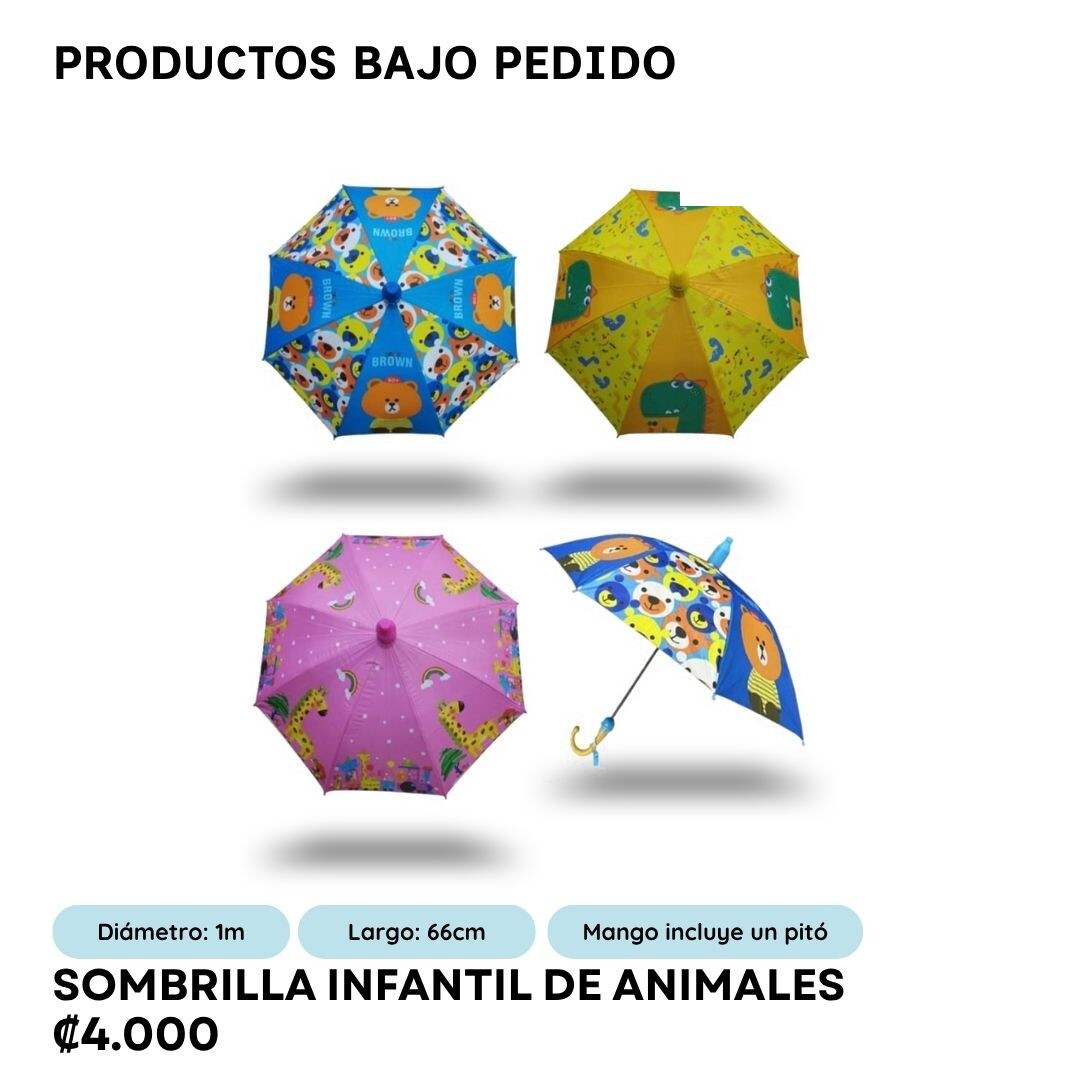 PRODUCTOS BAJO PEDIDO
BROWN
BROWN
BROWN
BROWN
Diámetro: 1m
Largo: 66cm
Mango incluye un pitó
SOMBRILLA INFANTIL DE ANIMALES
₡4.000